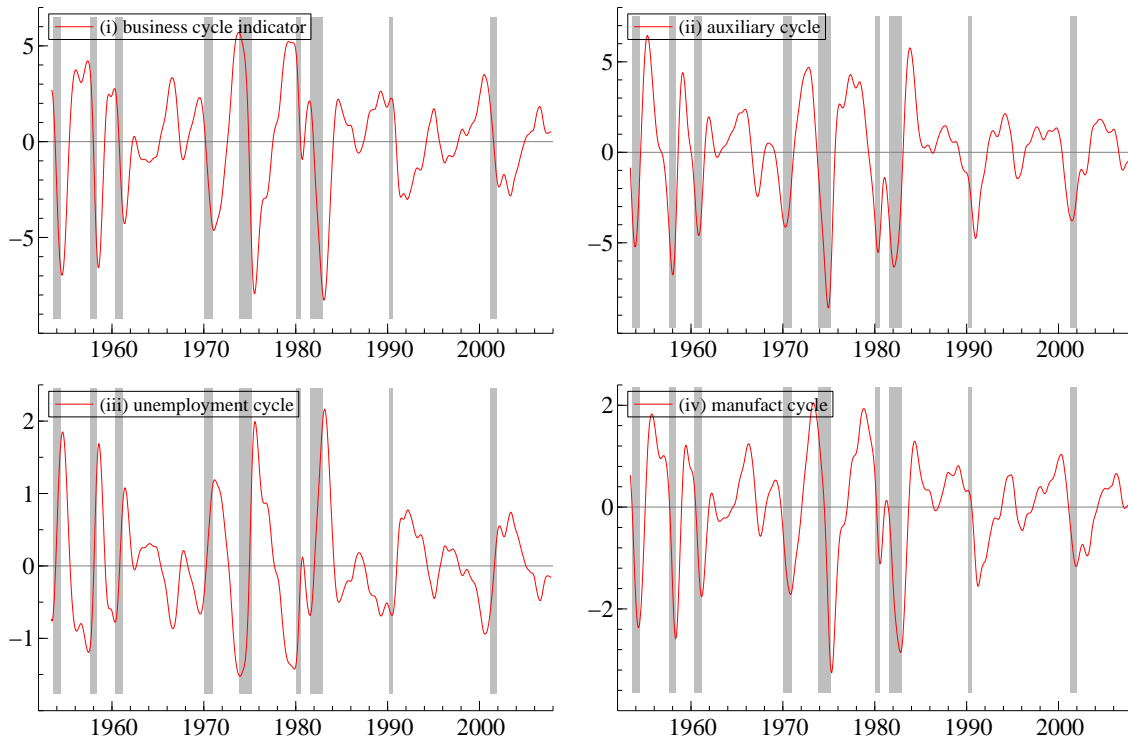 (i) business cycle indicator
5
0
−5
1960 1970 1980 1990 2000
(ii) auxiliary cycle
5
0
−5
1960 1970 1980 1990 2000
(iii) unemployment cycle
2
1
0
−1
1960 1970 1980 1990 2000
(iv) manufact cycle
2
0
−2
1960 1970 1980 1990 2000